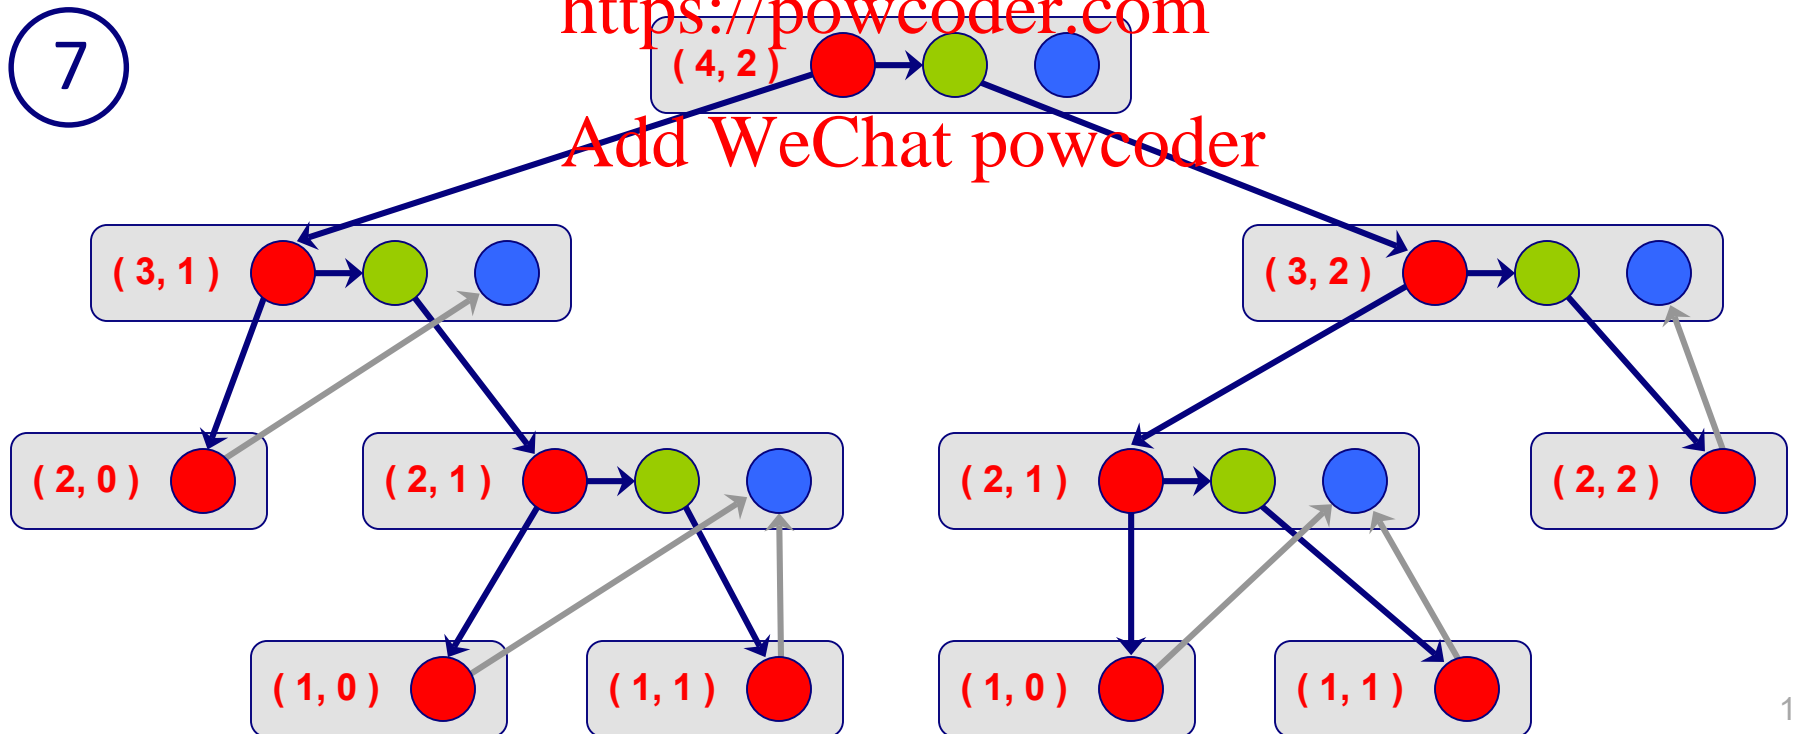 https://powcoder.com
7
( 4, 2 )
Add WeChat powcoder
( 3, 1 )
( 3, 2 )
( 2, 0 )
( 2, 1 )
( 2, 1 )
( 2, 2 )
( 1, 0 )
( 1, 1 )
( 1, 0 )
( 1, 1 )
1